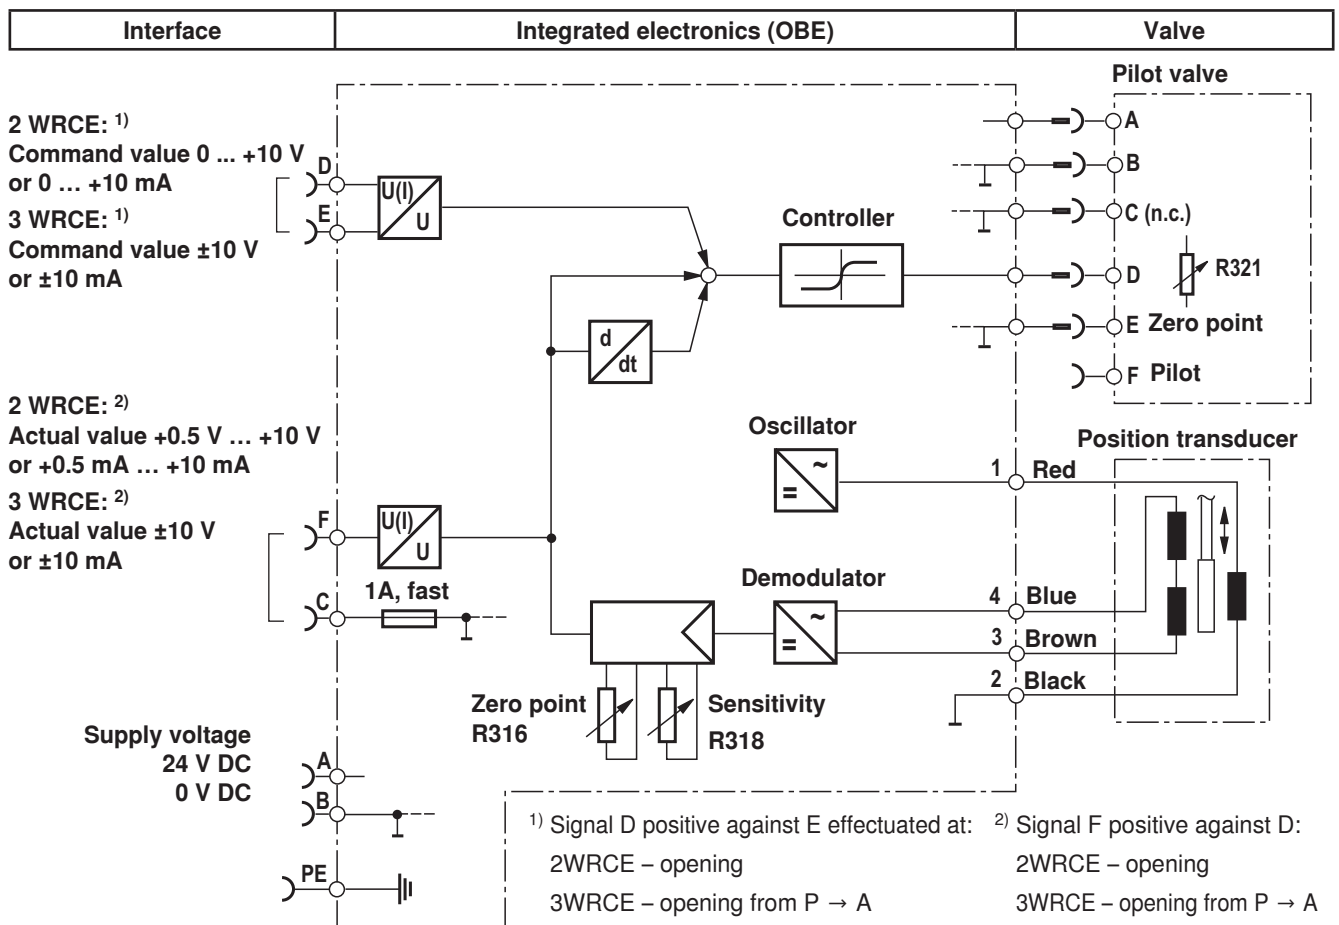 Interface
Integrated electronics (OBE)
Valve
Pilot valve
2 WRCE: 1)
Command value 0 ... +10 V
or 0 … +10 mA
3 WRCE: 1)
Command value ±10 V
or ±10 mA
D
E
U(I)
U
Controller
A
B
C (n.c.)
D
R321
E Zero point
F Pilot
d
dt
2 WRCE: 2)
Actual value +0.5 V … +10 V
or +0.5 mA … +10 mA
3 WRCE: 2)
Actual value ±10 V
or ±10 mA
F
U(I)
U
C
1A, fast
Oscillator
~
=
Position transducer
1 Red
Demodulator
~
=
4 Blue
3 Brown
2 Black
Zero point
R316
Sensitivity
R318
Supply voltage
24 V DC
0 V DC
A
B
PE
1) Signal D positive against E effectuated at:
2WRCE – opening
3WRCE – opening from P → A
2) Signal F positive against D:
2WRCE – opening
3WRCE – opening from P → A